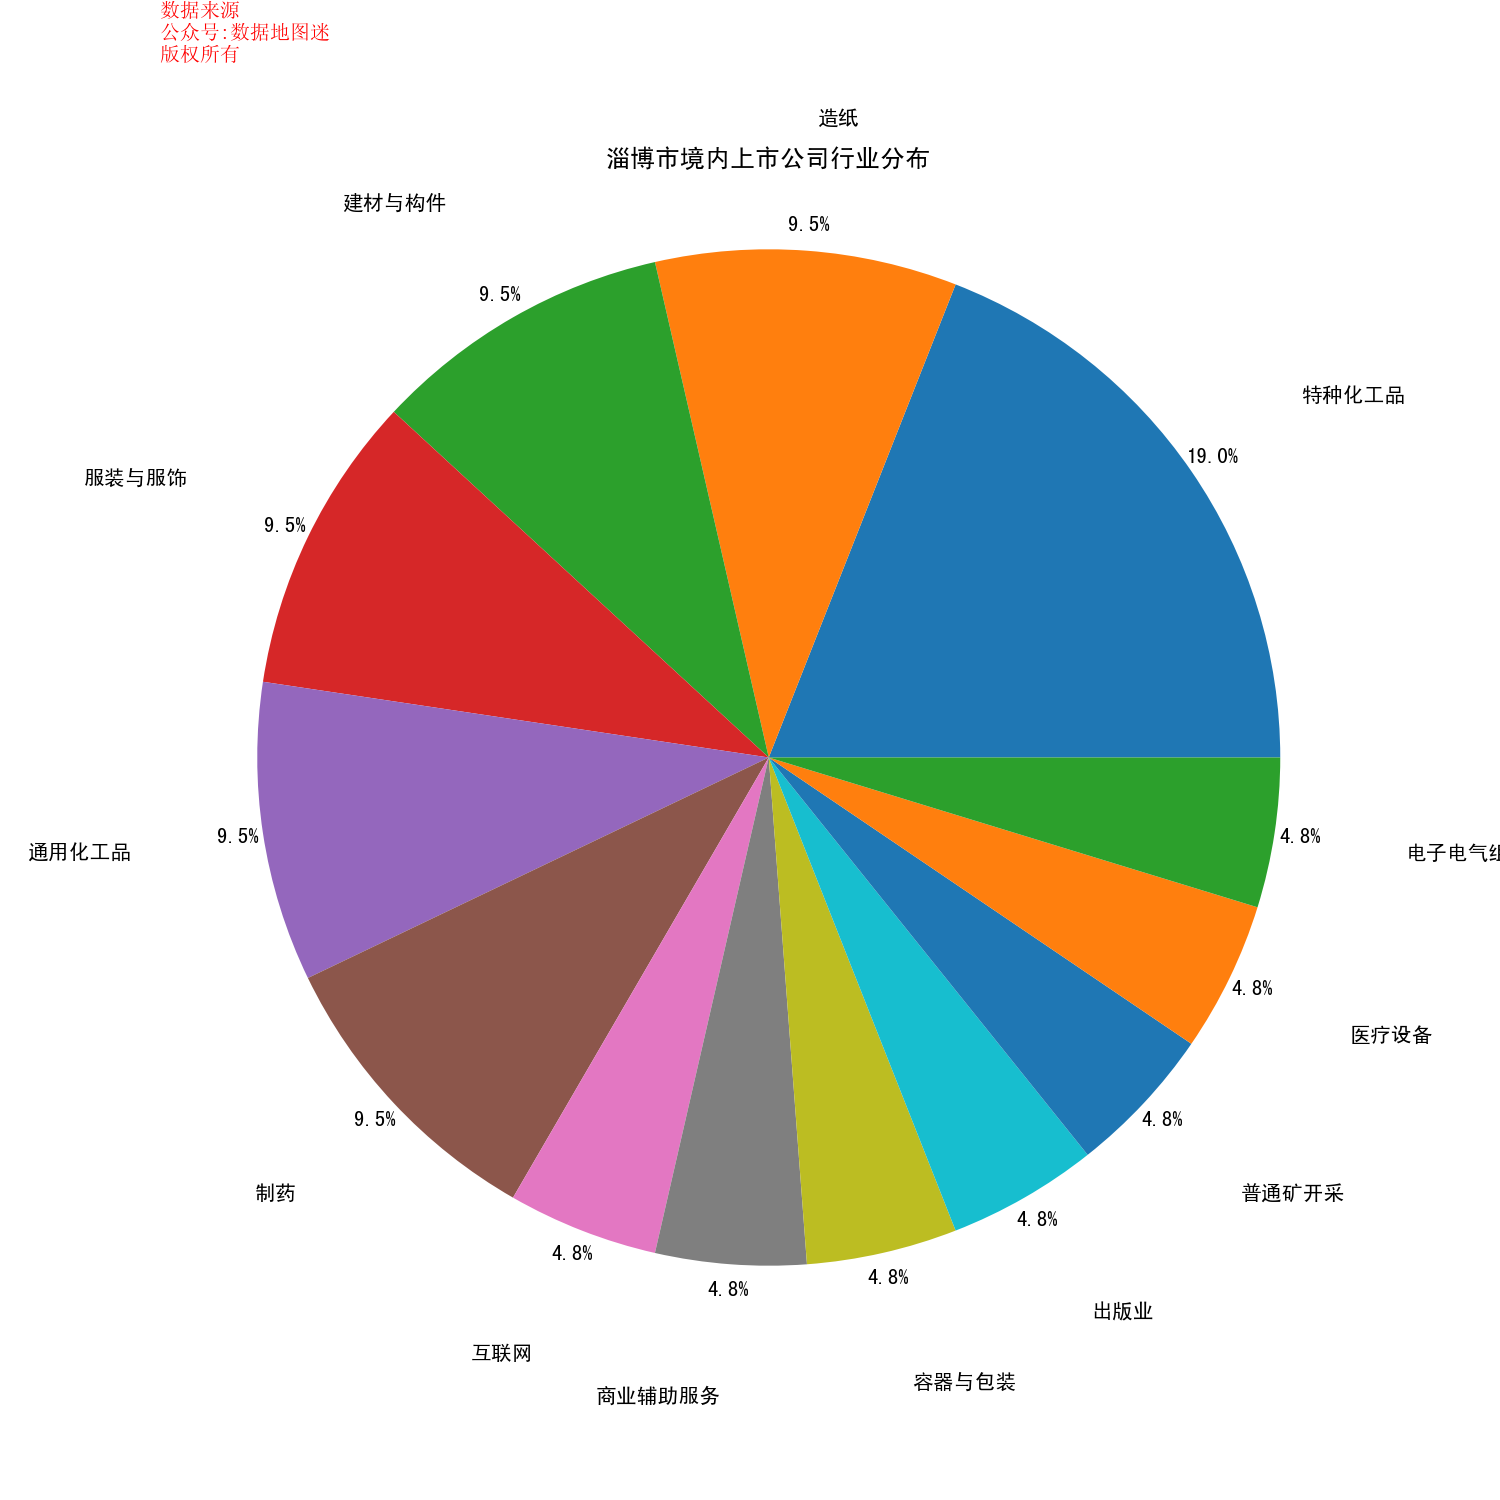 数据来源
公众号:数据地图迷
版权所有
造纸
淄博市境内上市公司行业分布
建材与构件
9.5%
9.5%
特种化工品
19.0%
服装与服饰
9.5%
通用化工品
9.5%
4.8%
电子电气组
4.8%
医疗设备
9.5%
4.8%
制药
普通矿开采
4.8%
4.8%
4.8%
4.8%
出版业
互联网
商业辅助服务
容器与包装